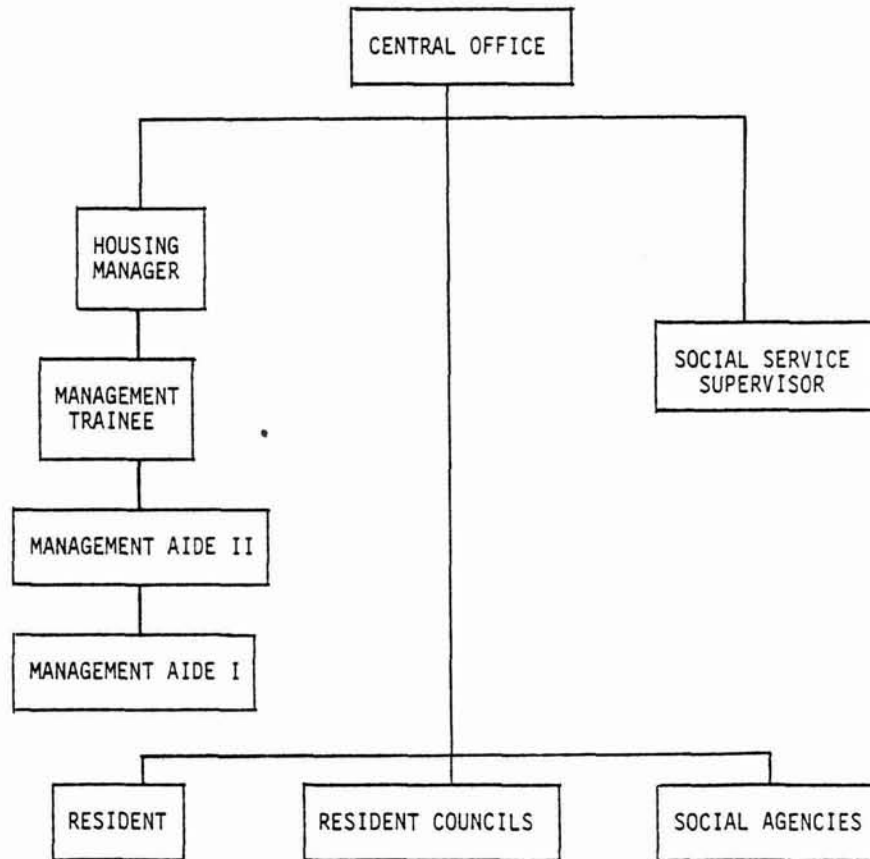 CENTRAL OFFICE
HOUSING
MANAGER
SOCIAL SERVICE
SUPERVISOR
MANAGEMENT
TRAINEE
MANAGEMENT AIDE II
MANAGEMENT AIDE I
RESIDENT
RESIDENT COUNCILS
SOCIAL AGENCIES